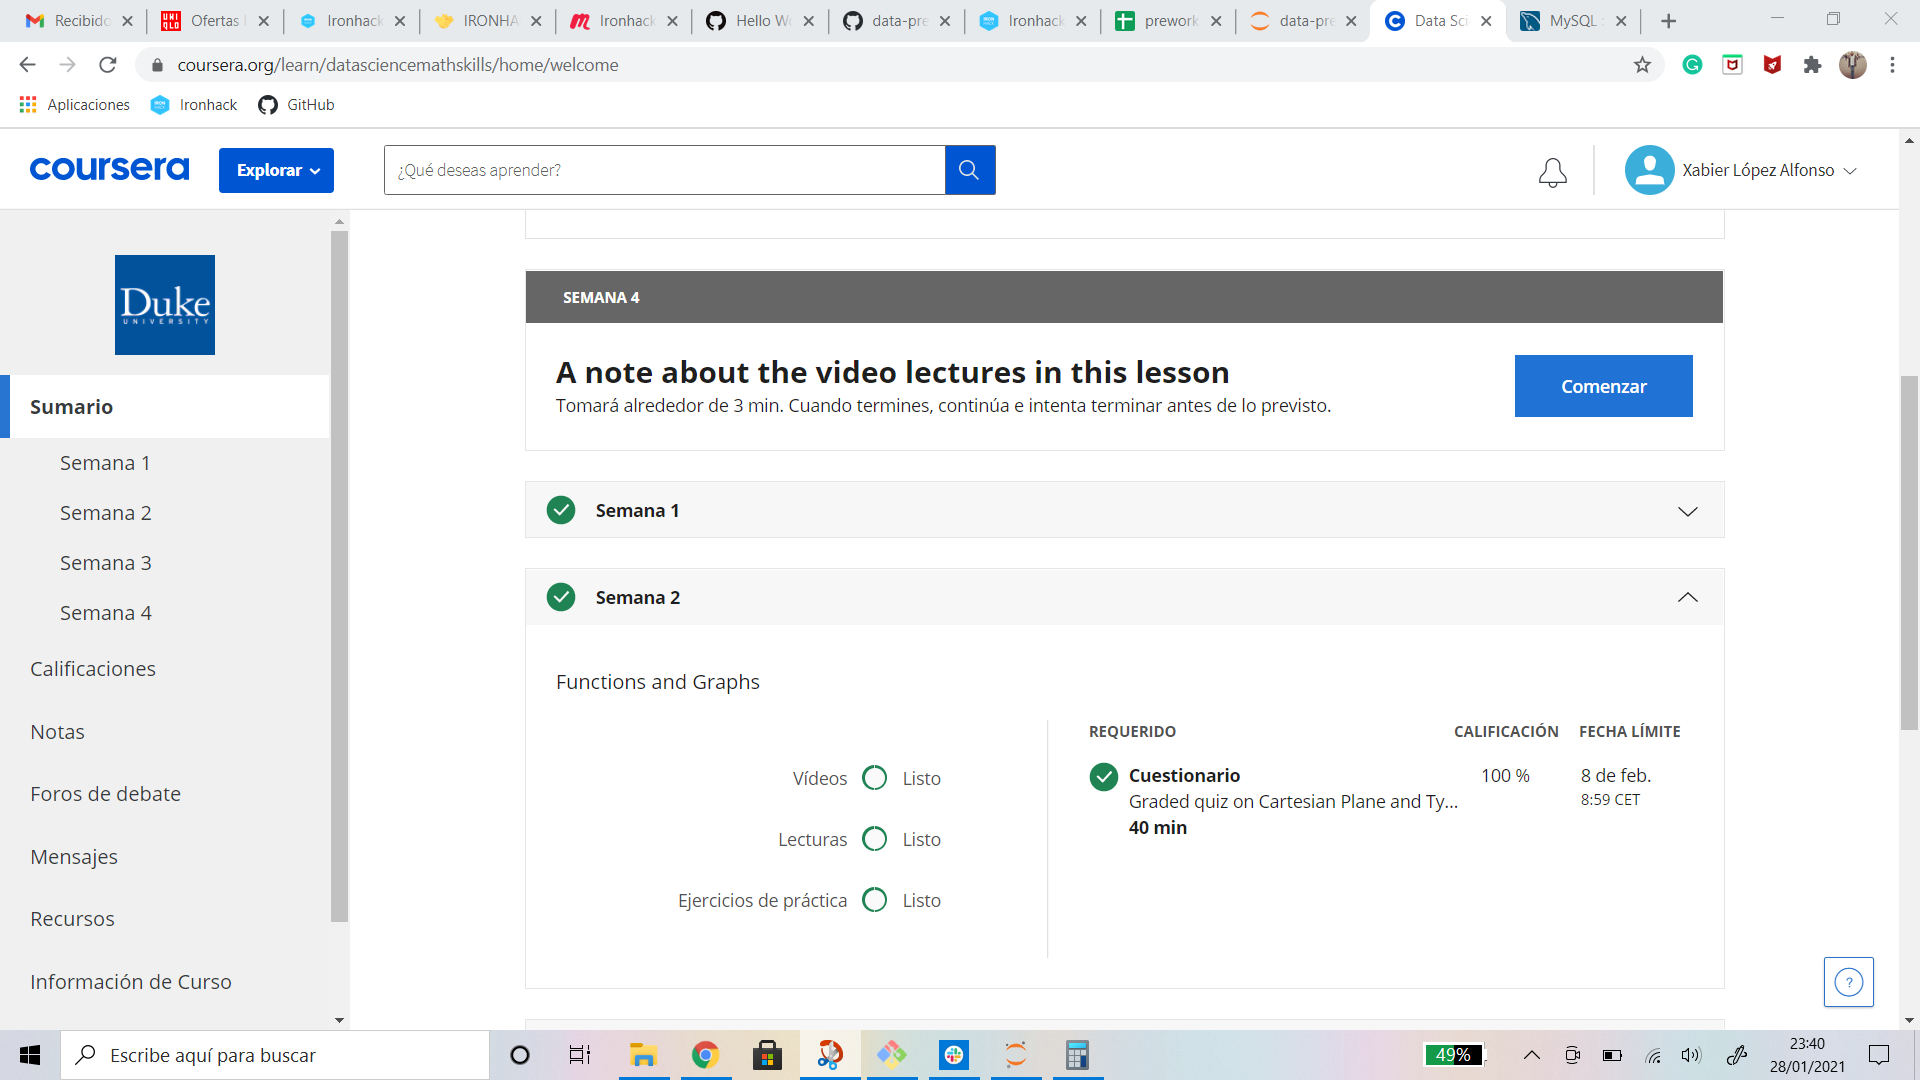 Recibido
Ofertas
Ironhack
IRONHA
Ironhack
Hello Wo
data-pre
Ironhack
prework
data-pre
Data Sci
MySQL
coursera.org/learn/datasciencemathskills/home/welcome
Aplicaciones
Ironhack
GitHub
coursera
Explorar
¿Qué deseas aprender?
Xabier López Alfonso
Duke
UNIVERSITY
Sumario
Semana 1
Semana 2
Semana 3
Semana 4
Calificaciones
Notas
Foros de debate
Mensajes
Recursos
Información de Curso
SEMANA 4
A note about the video lectures in this lesson
Tomará alrededor de 3 min. Cuando termines, continúa e intenta terminar antes de lo previsto.
Comenzar
Semana 1
Semana 2
Functions and Graphs
Vídeos Listo
Lecturas Listo
Ejercicios de práctica Listo
REQUERIDO CALIFICACIÓN FECHA LÍMITE
Cuestionario 100 % 8 de feb.
Graded quiz on Cartesian Plane and Ty... 8:59 CET
40 min
?
Escribe aquí para buscar
49%
23:40
28/01/2021